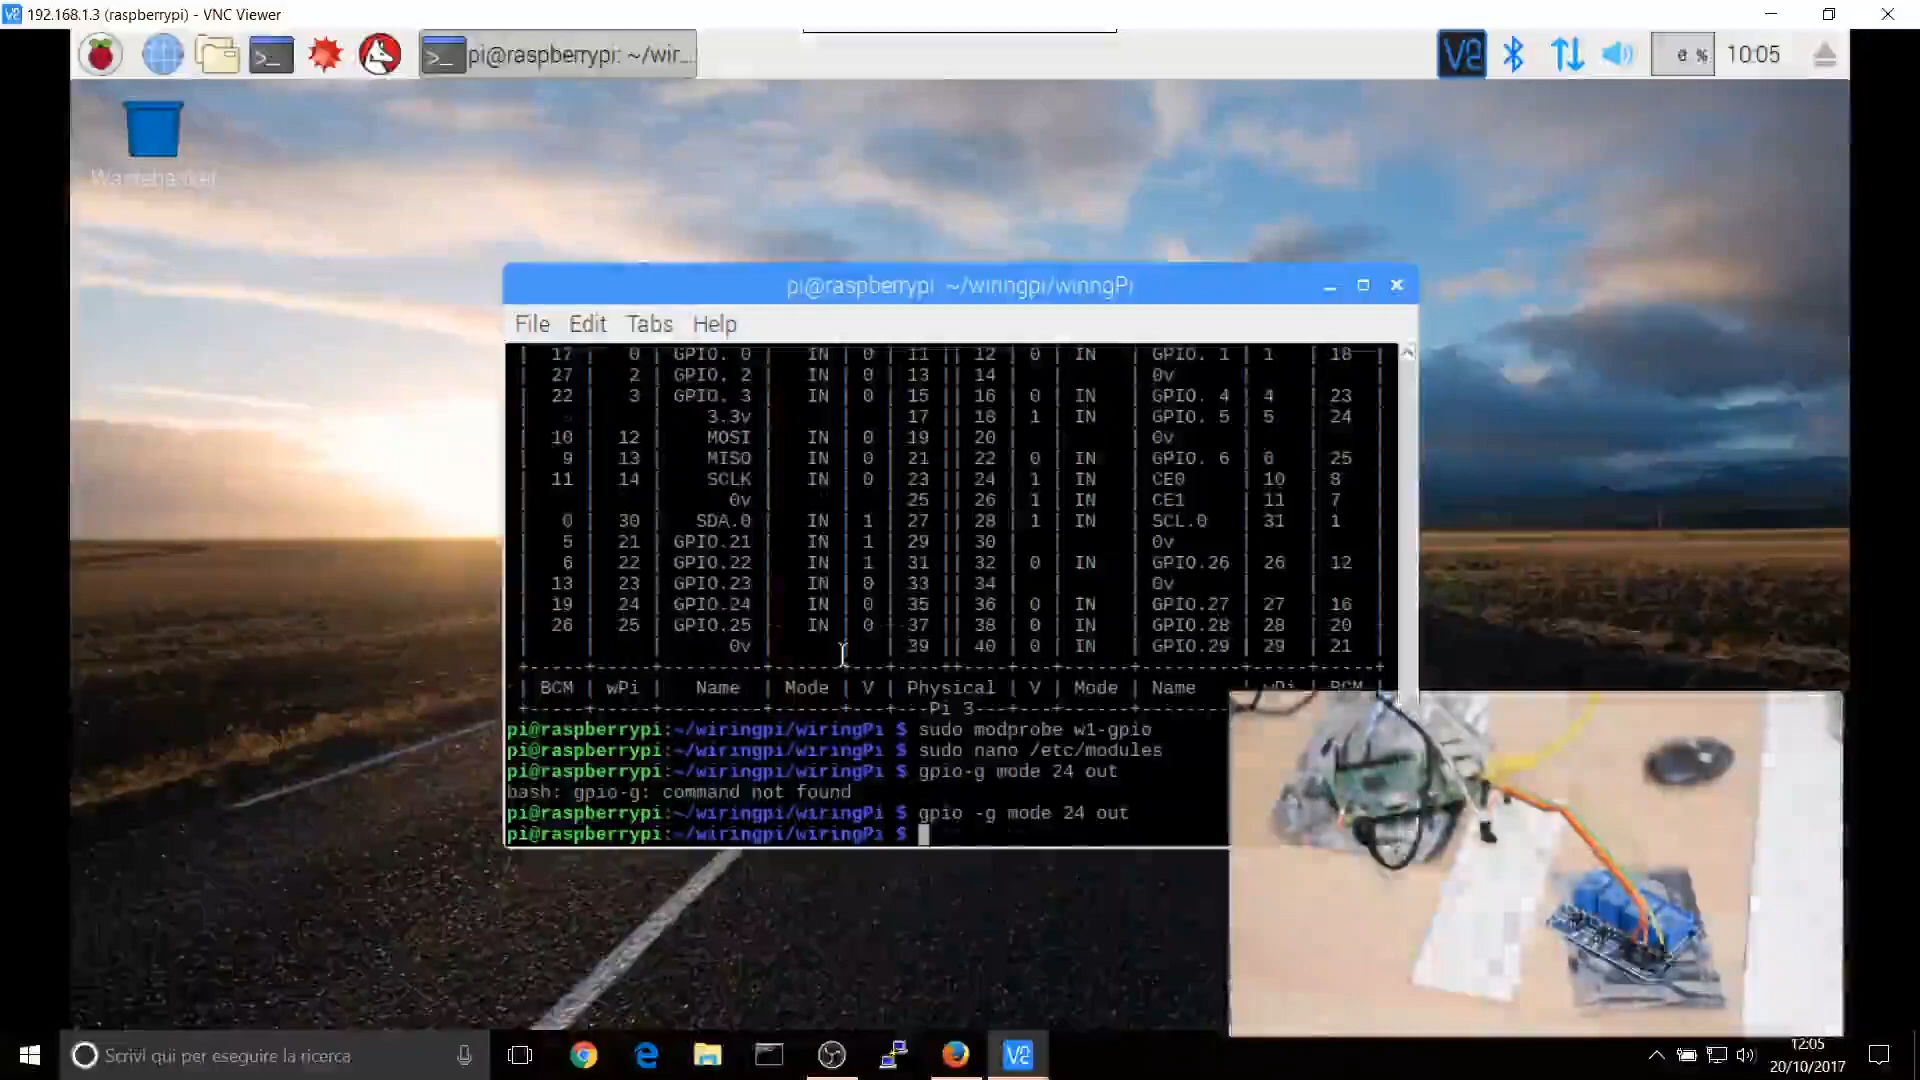 192.168.1.3 (raspberrypi) - VNC Viewer
pi@raspberrypi: ~/wir...
10:05
Wastebasket
pi@raspberrypi ~/wiringpi/wiringPi
File Edit Tabs Help
| 17 | 0 | GPIO. 0 | IN | 0 | 11 || 12 | 0 | IN | GPIO. 1 | 1 | 18 |
| 27 | 2 | GPIO. 2 | IN | 0 | 13 || 14 | | | 0v | | |
| 22 | 3 | GPIO. 3 | IN | 0 | 15 || 16 | 0 | IN | GPIO. 4 | 4 | 23 |
| | | 3.3v | | | 17 || 18 | 1 | IN | GPIO. 5 | 5 | 24 |
| 10 | 12 | MOSI | IN | 0 | 19 || 20 | | | 0v | | |
| 9 | 13 | MISO | IN | 0 | 21 || 22 | 0 | IN | GPIO. 6 | 6 | 25 |
| 11 | 14 | SCLK | IN | 0 | 23 || 24 | 1 | IN | CE0 | 10 | 8 |
| | | 0v | | | 25 || 26 | 1 | IN | CE1 | 11 | 7 |
| 0 | 30 | SDA.0 | IN | 1 | 27 || 28 | 1 | IN | SCL.0 | 31 | 1 |
| 5 | 21 | GPIO.21 | IN | 1 | 29 || 30 | | | 0v | | |
| 6 | 22 | GPIO.22 | IN | 1 | 31 || 32 | 0 | IN | GPIO.26 | 26 | 12 |
| 13 | 23 | GPIO.23 | IN | 0 | 33 || 34 | | | 0v | | |
| 19 | 24 | GPIO.24 | IN | 0 | 35 || 36 | 0 | IN | GPIO.27 | 27 | 16 |
| 26 | 25 | GPIO.25 | IN | 0 | 37 || 38 | 0 | IN | GPIO.28 | 28 | 20 |
| | | 0v | | | 39 || 40 | 0 | IN | GPIO.29 | 29 | 21 |
| BCM | wPi | Name | Mode | V | Physical | V | Mode | Name | wPi | BCM |
Pi 3
pi@raspberrypi:~/wiringpi/wiringPi $ sudo modprobe w1-gpio
pi@raspberrypi:~/wiringpi/wiringPi $ sudo nano /etc/modules
pi@raspberrypi:~/wiringpi/wiringPi $ gpio-g mode 24 out
bash: gpio-g: command not found
pi@raspberrypi:~/wiringpi/wiringPi $ gpio -g mode 24 out
pi@raspberrypi:~/wiringpi/wiringPi $
Scrivi qui per eseguire la ricerca
12:05
20/10/2017